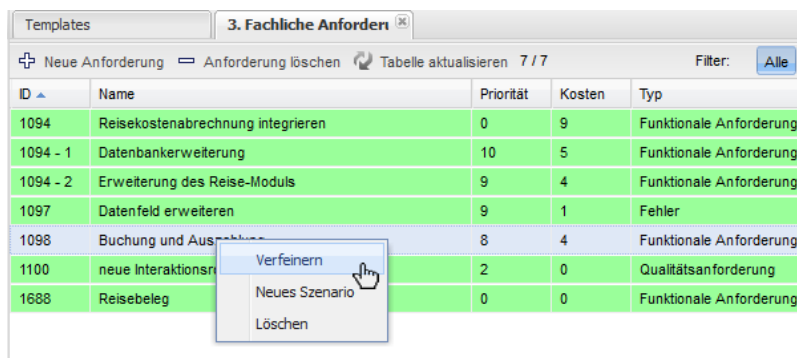 Templates 3. Fachliche Anforder
Neue Anforderung Anforderung löschen Tabelle aktualisieren 7 / 7 Filter: Alle
ID Name Priorität Kosten Typ
1094 Reisekostenabrechnung integrieren 0 9 Funktionale Anforderung
1094 - 1 Datenbankerweiterung 10 5 Funktionale Anforderung
1094 - 2 Erweiterung des Reise-Moduls 9 4 Funktionale Anforderung
1097 Datenfeld erweiteren 9 1 Fehler
1098 Buchung und 8 4 Funktionale Anforderung
Verfeinern
1100 neue 2 0 Qualitätsanforderung
Neues Szenario
1688 Reisebeleg 0 0 Funktionale Anforderung
Löschen